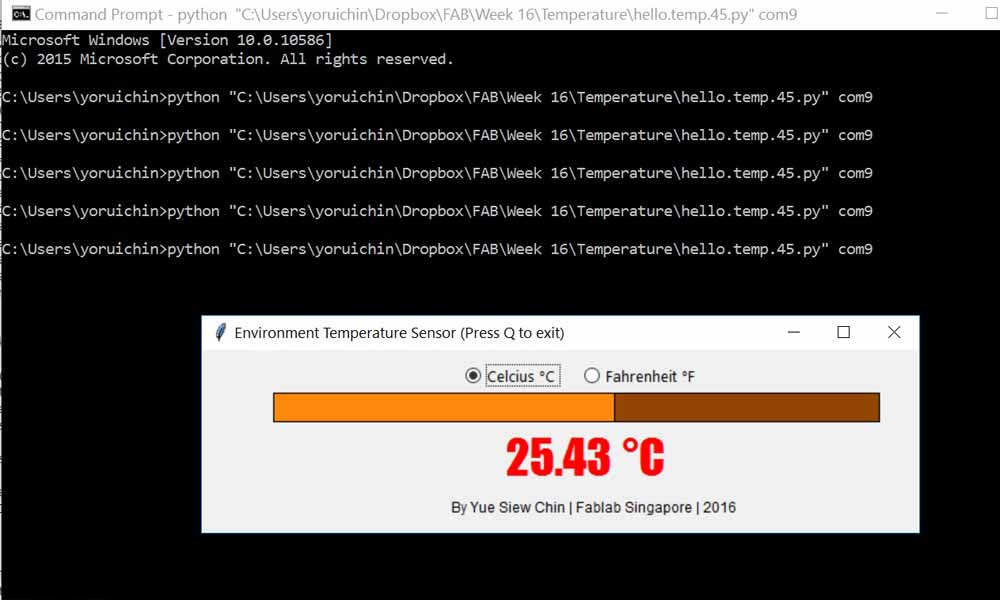 Command Prompt - python "C:\Users\yoruichin\Dropbox\FAB\Week 16\Temperature\hello.temp.45.py" com9
Microsoft Windows [Version 10.0.10586]
(c) 2015 Microsoft Corporation. All rights reserved.
C:\Users\yoruichin>python "C:\Users\yoruichin\Dropbox\FAB\Week 16\Temperature\hello.temp.45.py" com9
C:\Users\yoruichin>python "C:\Users\yoruichin\Dropbox\FAB\Week 16\Temperature\hello.temp.45.py" com9
C:\Users\yoruichin>python "C:\Users\yoruichin\Dropbox\FAB\Week 16\Temperature\hello.temp.45.py" com9
C:\Users\yoruichin>python "C:\Users\yoruichin\Dropbox\FAB\Week 16\Temperature\hello.temp.45.py" com9
C:\Users\yoruichin>python "C:\Users\yoruichin\Dropbox\FAB\Week 16\Temperature\hello.temp.45.py" com9
Environment Temperature Sensor (Press Q to exit)
Celcius °C Fahrenheit °F
25.43 °C
By Yue Siew Chin | Fablab Singapore | 2016